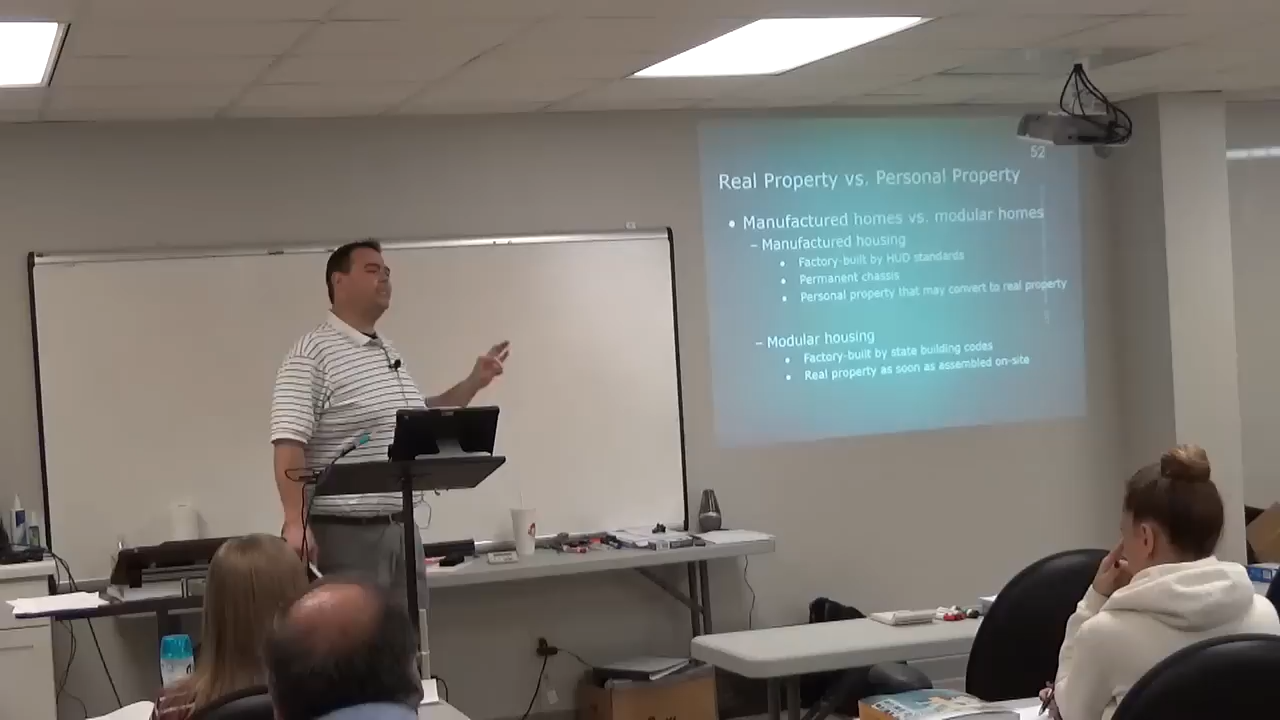 52
Real Property vs. Personal Property
• Manufactured homes vs. modular homes
– Manufactured housing
• Factory-built by HUD standards
• Permanent chassis
• Personal property that may convert to real property
– Modular housing
• Factory-built by state building codes
• Real property as soon as assembled on-site